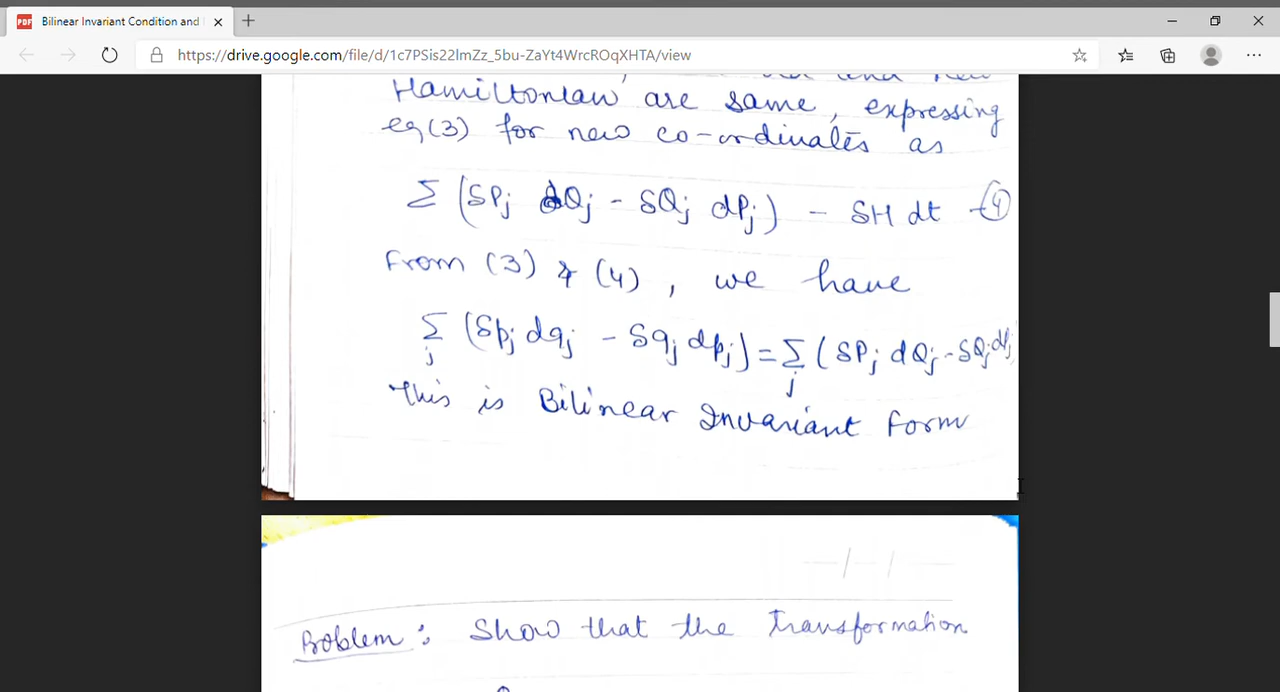 Bilinear Invariant Condition and
https://drive.google.com/file/d/1c7PSis22lmZz_5bu-ZaYt4WrcROqXHTA/view
Hamiltonian are same, expressing
eq(3) for new co-ordinates as
Σ (δPj dQj - δQj dPj) - δH dt -④
From (3) & (4), we have
Σj (δpj dqj - δqj dpj) = Σj (δPj dQj - δQj dPj
This is Bilinear Invariant Form
Problem: Show that the Transformation